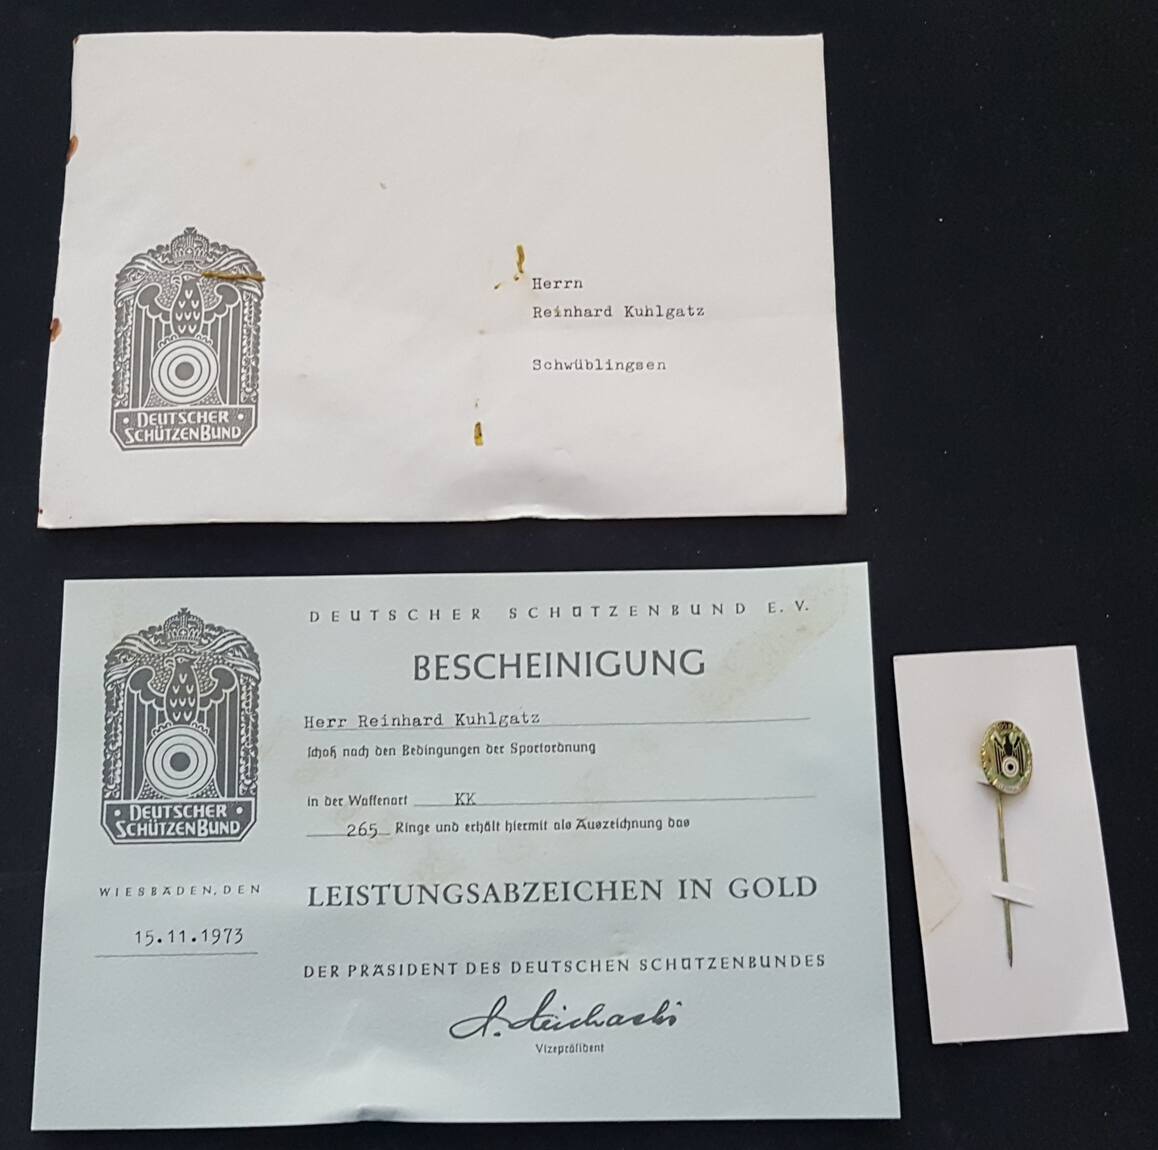 Herrn
Reinhard Kuhlgatz
Schwüblingsen
• DEUTSCHER •
SCHÜTZENBUND
DEUTSCHER SCHÜTZENBUND E. V.
BESCHEINIGUNG
Herr Reinhard Kuhlgatz
schoß nach den Bedingungen der Sportordnung
in der Waffenart KK
265 Ringe und erhält hiermit als Auszeichnung das
LEISTUNGSABZEICHEN IN GOLD
DER PRÄSIDENT DES DEUTSCHEN SCHÜTZENBUNDES
Vizepräsident
• DEUTSCHER •
SCHÜTZENBUND
WIESBADEN, DEN
15.11.1973